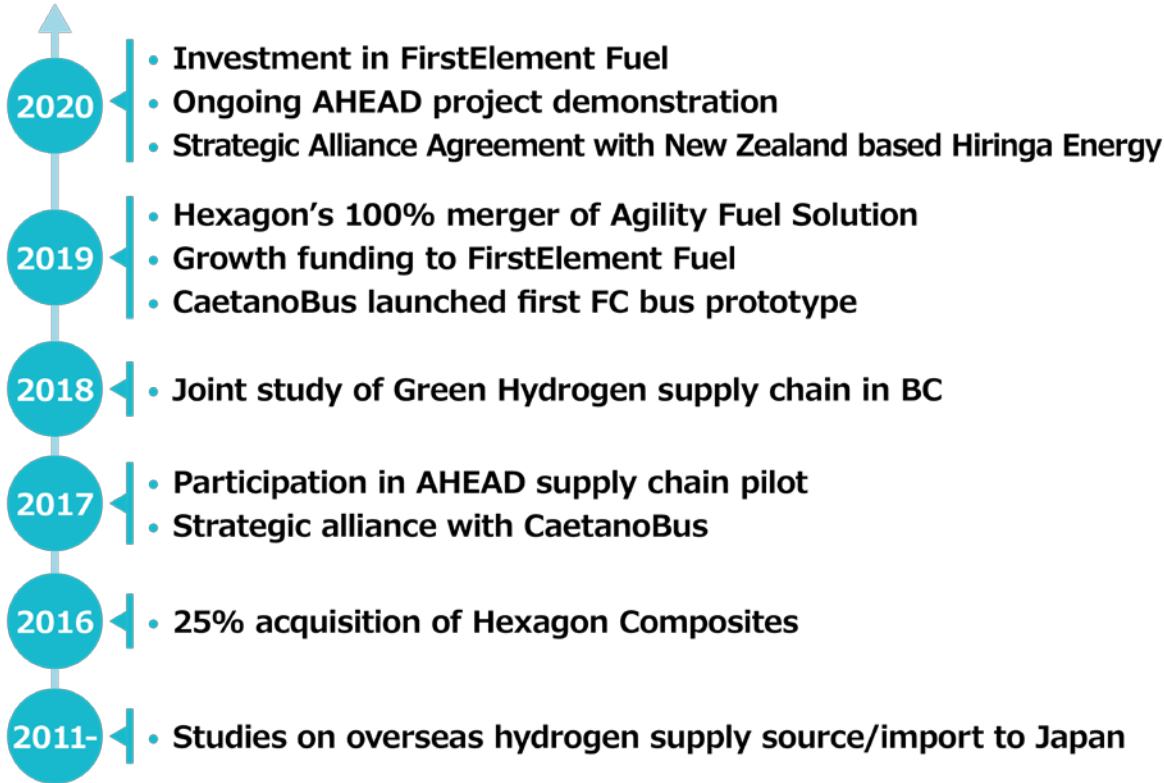 2020
• Investment in FirstElement Fuel
• Ongoing AHEAD project demonstration
• Strategic Alliance Agreement with New Zealand based Hiringa Energy
2019
• Hexagon’s 100% merger of Agility Fuel Solution
• Growth funding to FirstElement Fuel
• CaetanoBus launched first FC bus prototype
2018
• Joint study of Green Hydrogen supply chain in BC
2017
• Participation in AHEAD supply chain pilot
• Strategic alliance with CaetanoBus
2016
• 25% acquisition of Hexagon Composites
2011-
• Studies on overseas hydrogen supply source/import to Japan